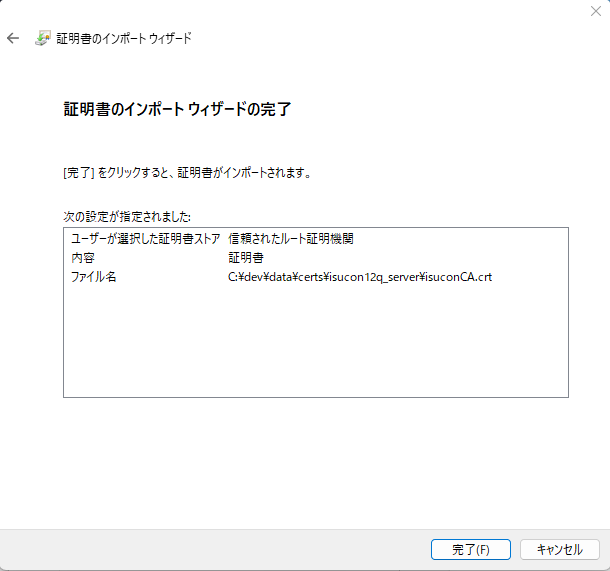 証明書のインポート ウィザード
証明書のインポート ウィザードの完了
[完了] をクリックすると、証明書がインポートされます。
次の設定が指定されました:
ユーザーが選択した証明書ストア 信頼されたルート証明機関
内容 証明書
ファイル名 C:¥dev¥data¥certs¥isucon12q_server¥isuconCA.crt
完了(F) キャンセル